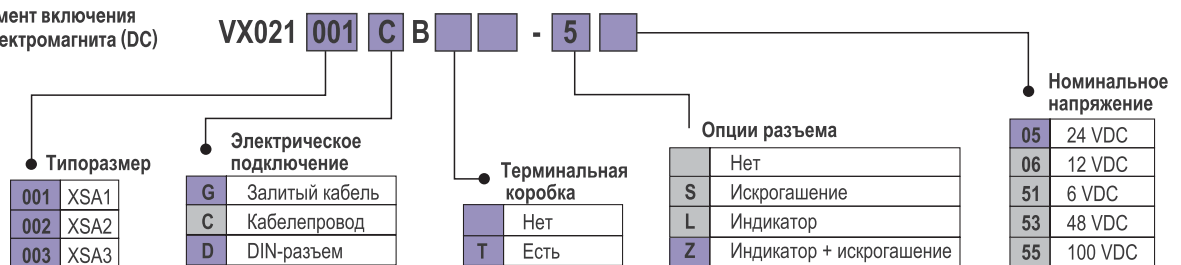 мент включения
ектромагнита (DC)
VX021 001 C B - 5
Номинальное
напряжение
05 24 VDC
06 12 VDC
51 6 VDC
53 48 VDC
55 100 VDC
Опции разъема
Нет
S Искрогашение
L Индикатор
Z Индикатор + искрогашение
Электрическое
подключение
G Залитый кабель
C Кабелепровод
D DIN-разъем
Типоразмер
001 XSA1
002 XSA2
003 XSA3
Терминальная
коробка
Нет
T Есть